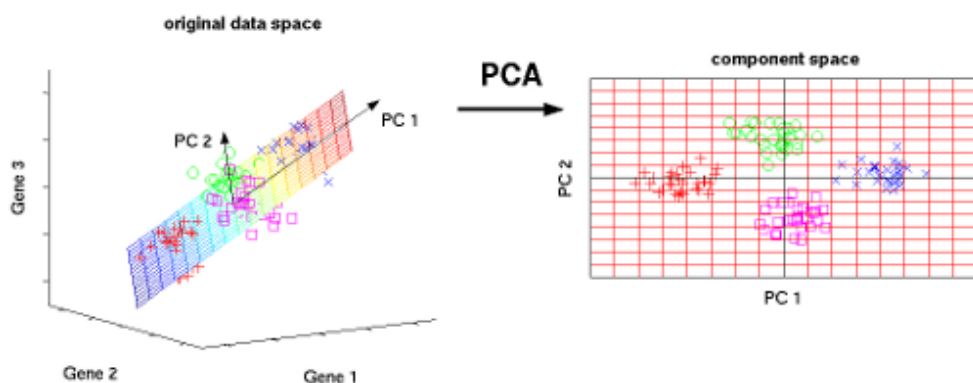 original data space
PCA
component space
PC 1
PC 2
Gene 3
PC 2
Gene 2
Gene 1
PC 1